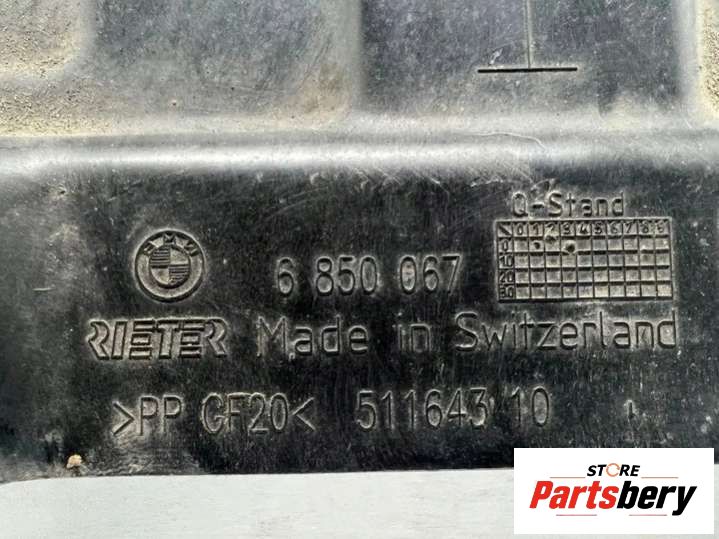 Q-Stand
0 1 2 3 4 5 6 7 8 9
0
10
20
30
BMW
6 850 067
RIETER Made in Switzerland
>PP GF20< 511643 10
STORE
Partsbery